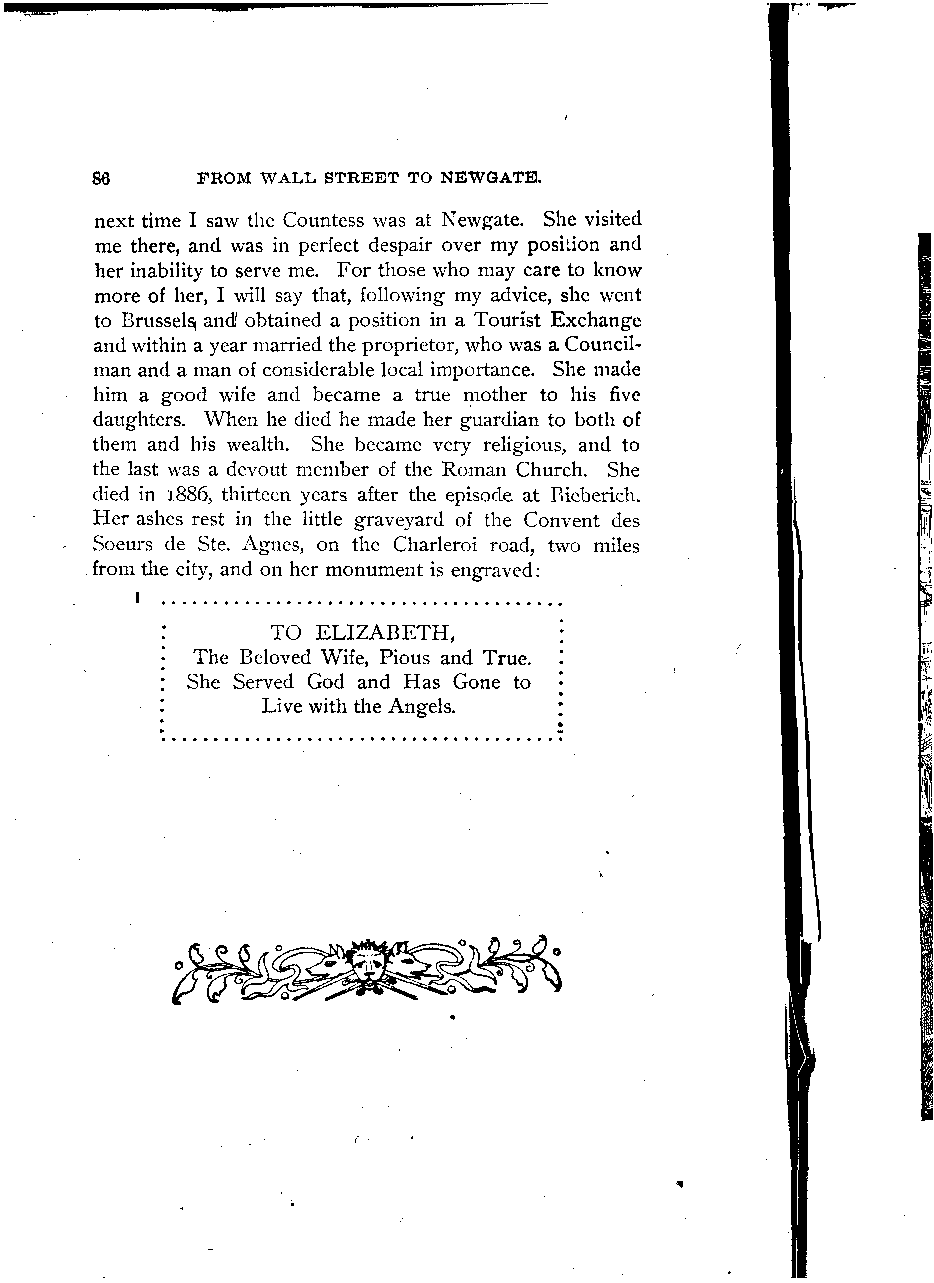 86 FROM WALL STREET TO NEWGATE.
next time I saw the Countess was at Newgate. She visited
me there, and was in perfect despair over my position and
her inability to serve me. For those who may care to know
more of her, I will say that, following my advice, she went
to Brussels, and obtained a position in a Tourist Exchange
and within a year married the proprietor, who was a Council-
man and a man of considerable local importance. She made
him a good wife and became a true mother to his five
daughters. When he died he made her guardian to both of
them and his wealth. She became very religious, and to
the last was a devout member of the Roman Church. She
died in 1886, thirteen years after the episode at Bieberich.
Her ashes rest in the little graveyard of the Convent des
Soeurs de Ste. Agnes, on the Charleroi road, two miles
from the city, and on her monument is engraved:
TO ELIZABETH,
The Beloved Wife, Pious and True.
She Served God and Has Gone to
Live with the Angels.